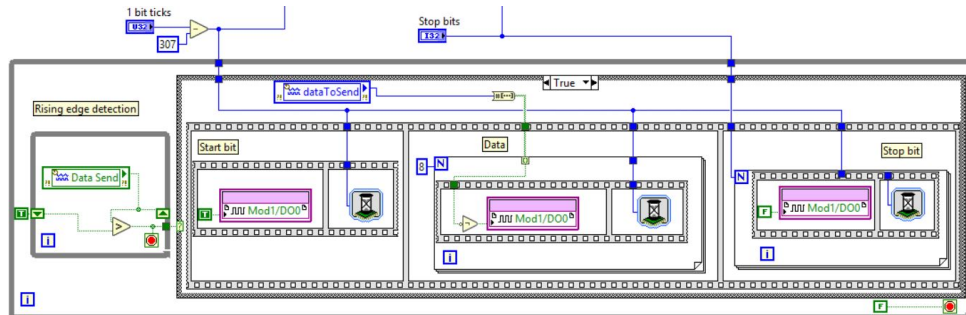 1 bit ticks
U32
307
Stop bits
I32
True
dataToSend
Rising edge detection
Start bit
Data
Stop bit
Data Send
8
N
N
T
T
F
Mod1/DO0
Mod1/DO0
Mod1/DO0
i
i
i
i
F